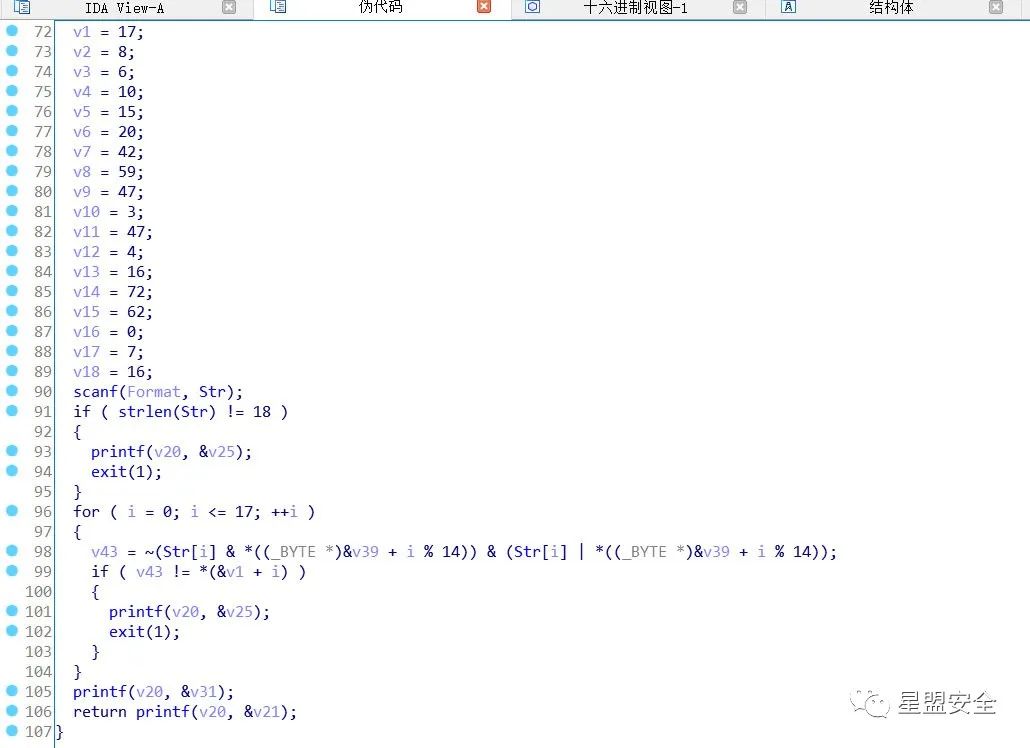 IDA View-A 伪代码 十六进制视图-1 结构体
72 v1 = 17;
73 v2 = 8;
74 v3 = 6;
75 v4 = 10;
76 v5 = 15;
77 v6 = 20;
78 v7 = 42;
79 v8 = 59;
80 v9 = 47;
81 v10 = 3;
82 v11 = 47;
83 v12 = 4;
84 v13 = 16;
85 v14 = 72;
86 v15 = 62;
87 v16 = 0;
88 v17 = 7;
89 v18 = 16;
90 scanf(Format, Str);
91 if ( strlen(Str) != 18 )
92 {
93 printf(v20, &v25);
94 exit(1);
95 }
96 for ( i = 0; i <= 17; ++i )
97 {
98 v43 = ~(Str[i] & *((_BYTE *)&v39 + i % 14)) & (Str[i] | *((_BYTE *)&v39 + i % 14));
99 if ( v43 != *(&v1 + i) )
100 {
101 printf(v20, &v25);
102 exit(1);
103 }
104 }
105 printf(v20, &v31);
106 return printf(v20, &v21);
107 }
星盟安全